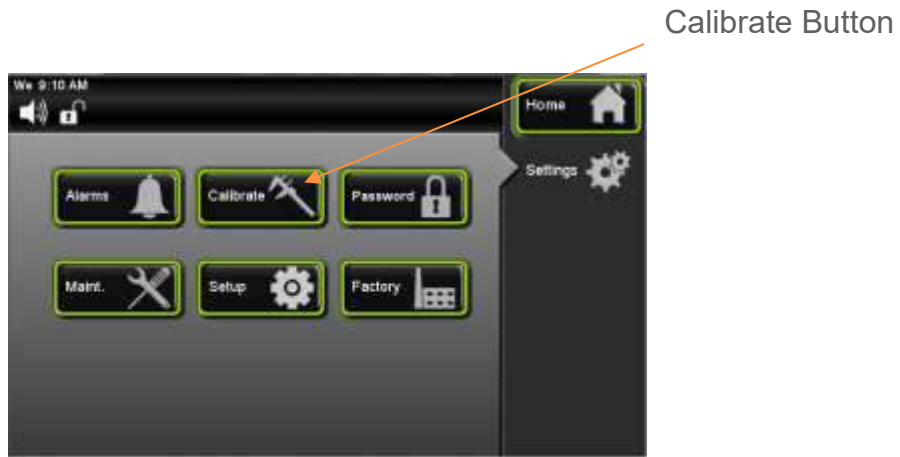 Calibrate Button
We 9:10 AM
Home
Settings
Alarms
Calibrate
Password
Maint.
Setup
Factory